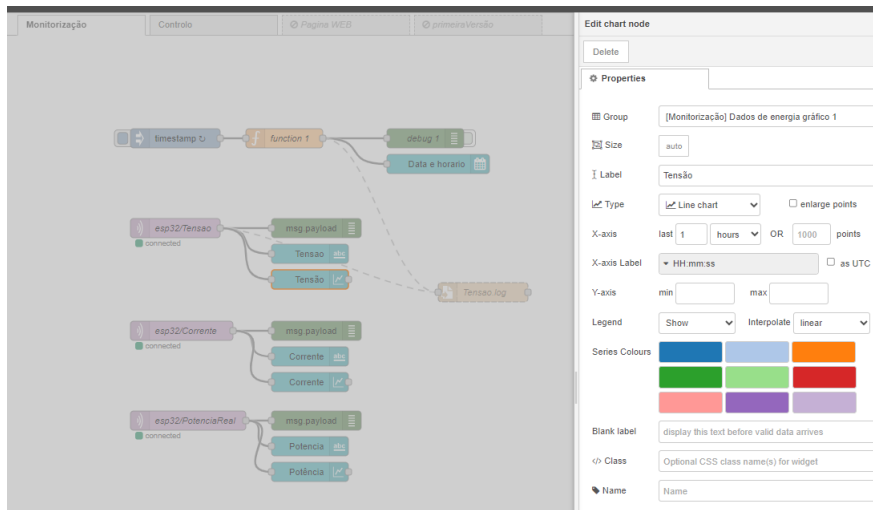 Monitorização
Controlo
Pagina WEB
primeiraVersão
timestamp ↻
function 1
debug 1
Data e horario
esp32/Tensao
connected
msg.payload
Tensao
abc
Tensão
Tensao log
esp32/Corrente
connected
msg.payload
Corrente
abc
Corrente
esp32/PotenciaReal
connected
msg.payload
Potencia
abc
Potência
Edit chart node
Delete
Properties
Group [Monitorização] Dados de energia gráfico 1
Size auto
Label Tensão
Type Line chart enlarge points
X-axis last 1 hours OR 1000 points
X-axis Label HH:mm:ss as UTC
Y-axis min max
Legend Show Interpolate linear
Series Colours
Blank label display this text before valid data arrives
</> Class Optional CSS class name(s) for widget
Name Name